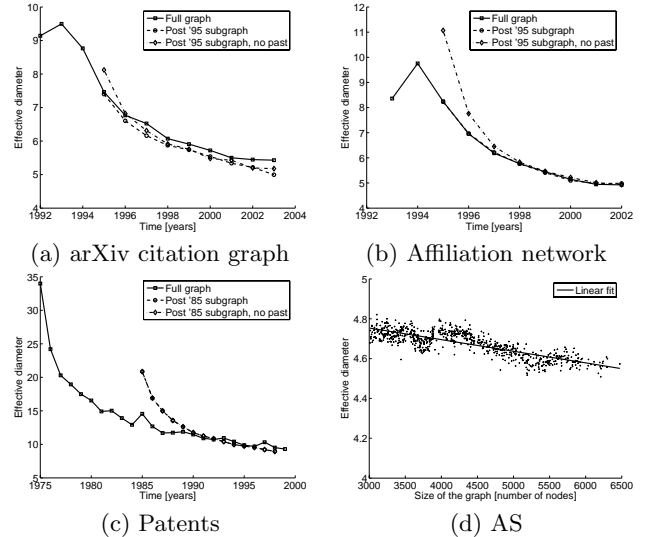 10
9
8
7
6
5
4
1992
1994
1996
1998
2000
2002
2004
Effective diameter
Time [years]
Full graph
Post '95 subgraph
Post '95 subgraph, no past
(a) arXiv citation graph
12
11
10
9
8
7
6
5
4
1992
1994
1996
1998
2000
2002
Effective diameter
Time [years]
Full graph
Post '95 subgraph
Post '95 subgraph, no past
(b) Affiliation network
35
30
25
20
15
10
5
1975
1980
1985
1990
1995
2000
Effective diameter
Time [years]
Full graph
Post '85 subgraph
Post '85 subgraph, no past
(c) Patents
5
4.8
4.6
4.4
4.2
4
3000
3500
4000
4500
5000
5500
6000
6500
Effective diameter
Size of the graph [number of nodes]
Linear fit
(d) AS